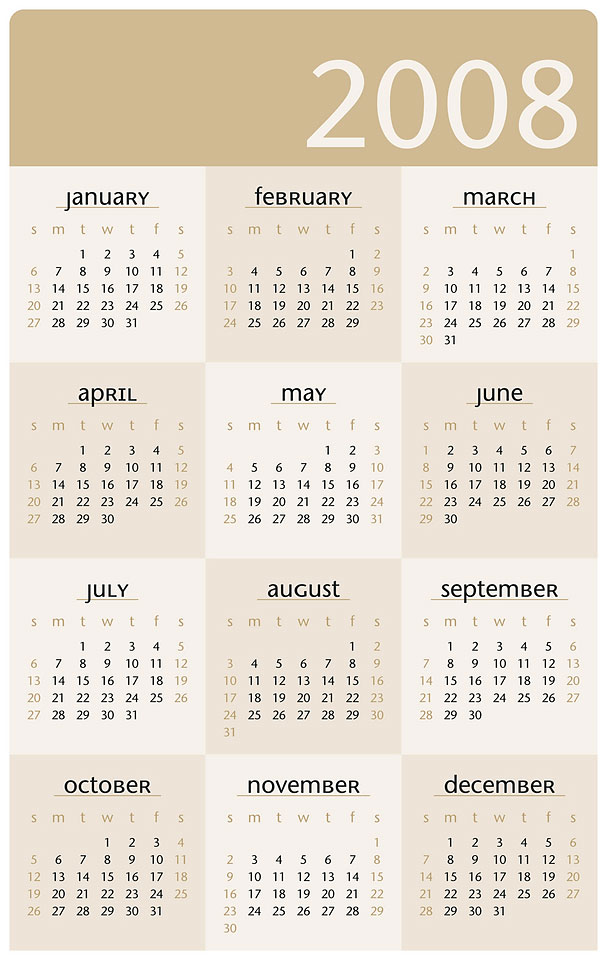 2008
january
s m t w t f s
1 2 3 4 5
6 7 8 9 10 11 12
13 14 15 16 17 18 19
20 21 22 23 24 25 26
27 28 29 30 31
february
s m t w t f s
1 2
3 4 5 6 7 8 9
10 11 12 13 14 15 16
17 18 19 20 21 22 23
24 25 26 27 28 29
march
s m t w t f s
1
2 3 4 5 6 7 8
9 10 11 12 13 14 15
16 17 18 19 20 21 22
23 24 25 26 27 28 29
30 31
april
s m t w t f s
1 2 3 4 5
6 7 8 9 10 11 12
13 14 15 16 17 18 19
20 21 22 23 24 25 26
27 28 29 30
may
s m t w t f s
1 2 3
4 5 6 7 8 9 10
11 12 13 14 15 16 17
18 19 20 21 22 23 24
25 26 27 28 29 30 31
june
s m t w t f s
1 2 3 4 5 6 7
8 9 10 11 12 13 14
15 16 17 18 19 20 21
22 23 24 25 26 27 28
29 30
july
s m t w t f s
1 2 3 4 5
6 7 8 9 10 11 12
13 14 15 16 17 18 19
20 21 22 23 24 25 26
27 28 29 30 31
august
s m t w t f s
1 2
3 4 5 6 7 8 9
10 11 12 13 14 15 16
17 18 19 20 21 22 23
24 25 26 27 28 29 30
31
september
s m t w t f s
1 2 3 4 5 6
7 8 9 10 11 12 13
14 15 16 17 18 19 20
21 22 23 24 25 26 27
28 29 30
october
s m t w t f s
1 2 3 4
5 6 7 8 9 10 11
12 13 14 15 16 17 18
19 20 21 22 23 24 25
26 27 28 29 30 31
november
s m t w t f s
1
2 3 4 5 6 7 8
9 10 11 12 13 14 15
16 17 18 19 20 21 22
23 24 25 26 27 28 29
30
december
s m t w t f s
1 2 3 4 5 6
7 8 9 10 11 12 13
14 15 16 17 18 19 20
21 22 23 24 25 26 27
28 29 30 31